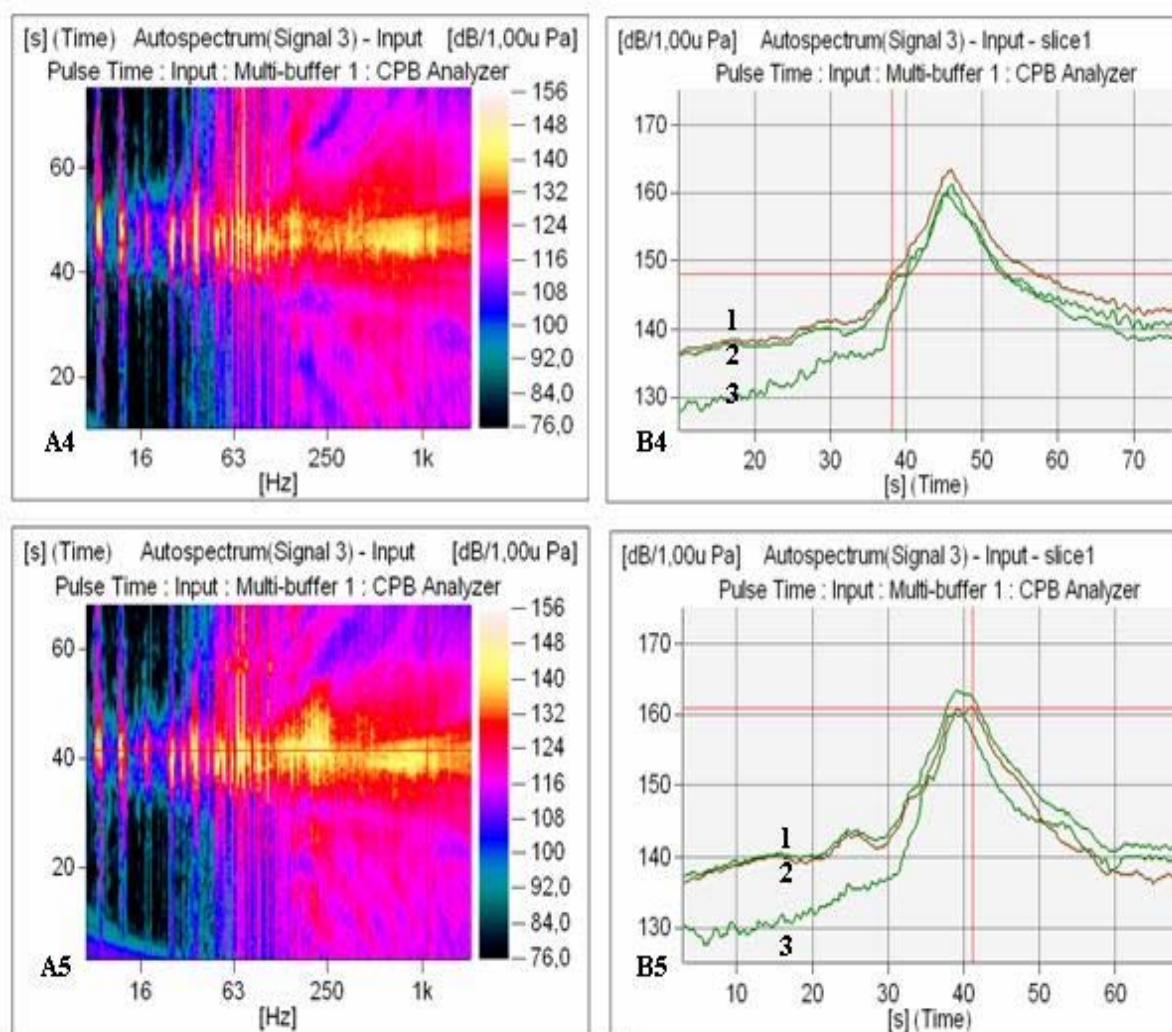 [s] (Time) Autospectrum(Signal 3) - Input [dB/1,00u Pa]
Pulse Time : Input : Multi-buffer 1 : CPB Analyzer
156
148
140
132
124
116
108
100
92,0
84,0
76,0
60
40
20
A4
16 63 250 1k
[Hz]
[dB/1,00u Pa] Autospectrum(Signal 3) - Input - slice1
Pulse Time : Input : Multi-buffer 1 : CPB Analyzer
170
160
150
140
130
1
2
3
B4
20 30 40 50 60 70
[s] (Time)
[s] (Time) Autospectrum(Signal 3) - Input [dB/1,00u Pa]
Pulse Time : Input : Multi-buffer 1 : CPB Analyzer
156
148
140
132
124
116
108
100
92,0
84,0
76,0
60
40
20
A5
16 63 250 1k
[Hz]
[dB/1,00u Pa] Autospectrum(Signal 3) - Input - slice1
Pulse Time : Input : Multi-buffer 1 : CPB Analyzer
170
160
150
140
130
1
2
3
B5
10 20 30 40 50 60
[s] (Time)